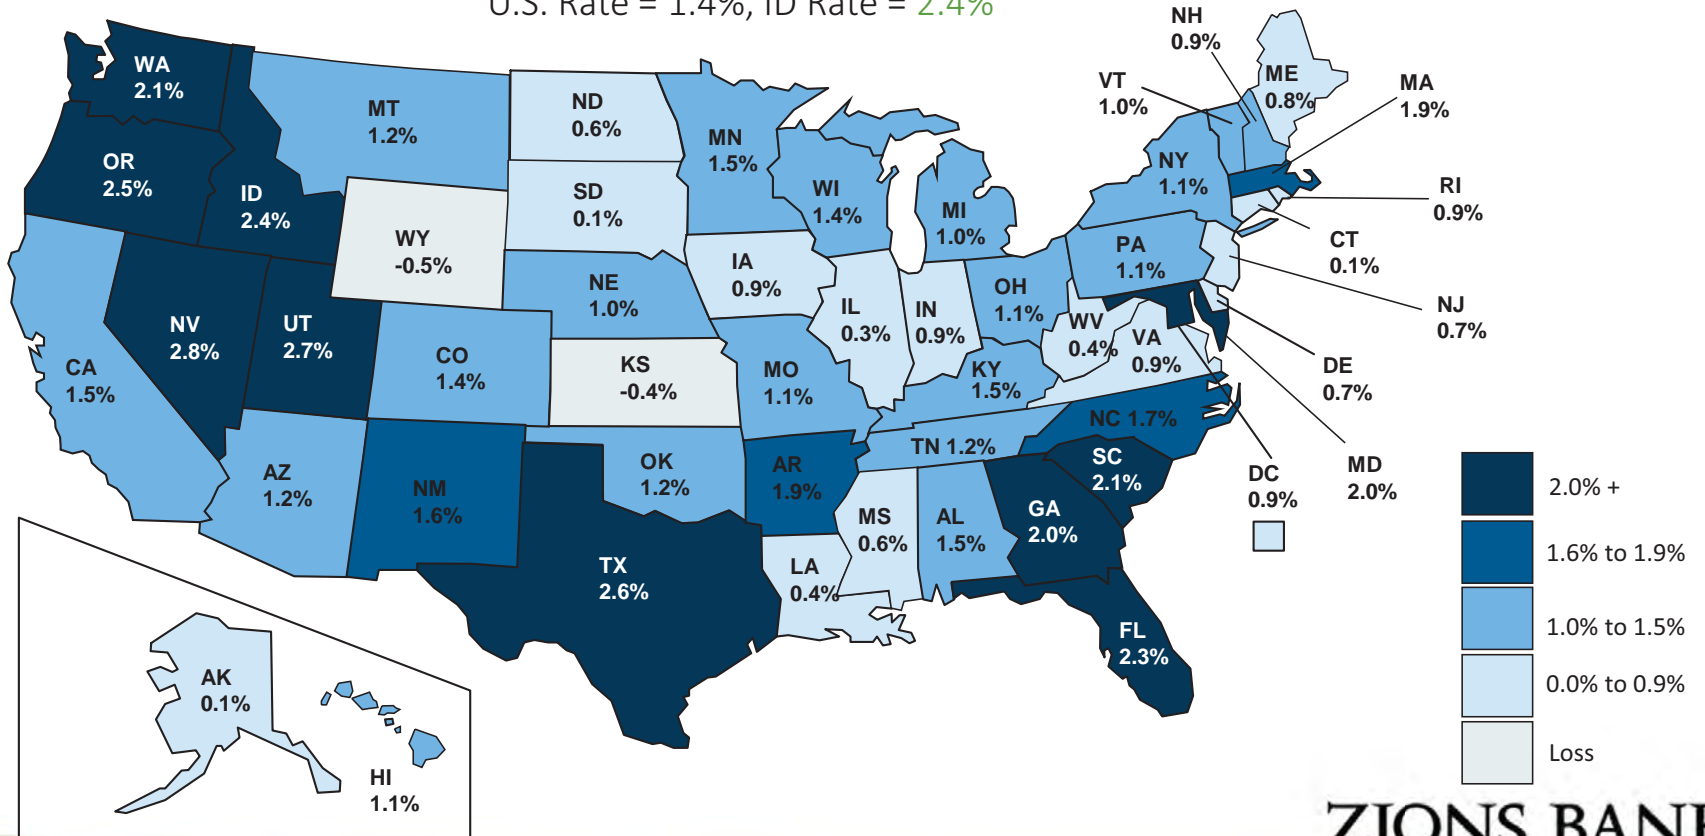 U.S. Rate = 1.4%, ID Rate = 2.4%
NH
0.9%
VT
1.0%
ME
0.8%
MA
1.9%
WA
2.1%
MT
1.2%
ND
0.6%
MN
1.5%
OR
2.5%
ID
2.4%
SD
0.1%
WI
1.4%
MI
1.0%
NY
1.1%
RI
0.9%
WY
-0.5%
IA
0.9%
PA
1.1%
CT
0.1%
NE
1.0%
IL
0.3%
IN
0.9%
OH
1.1%
NJ
0.7%
NV
2.8%
UT
2.7%
CO
1.4%
KS
-0.4%
MO
1.1%
WV
0.4%
VA
0.9%
KY
1.5%
DE
0.7%
CA
1.5%
AZ
1.2%
NM
1.6%
OK
1.2%
AR
1.9%
TN 1.2%
NC 1.7%
SC
2.1%
DC
0.9%
MD
2.0%
TX
2.6%
LA
0.4%
MS
0.6%
AL
1.5%
GA
2.0%
FL
2.3%
AK
0.1%
HI
1.1%
2.0% +
1.6% to 1.9%
1.0% to 1.5%
0.0% to 0.9%
Loss
ZIONS BANK